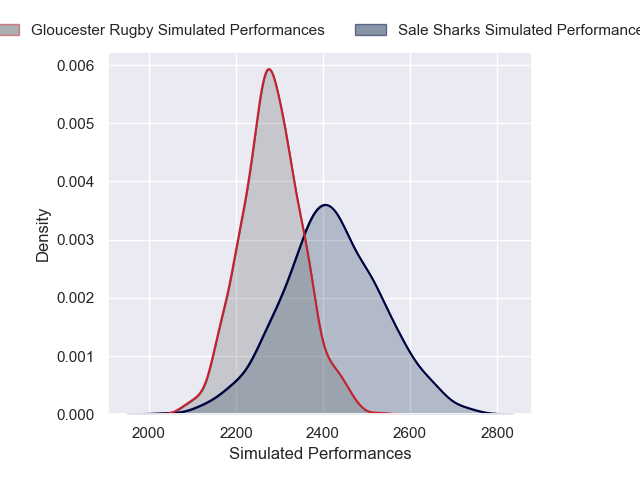 Gloucester Rugby Simulated Performances
Sale Sharks Simulated Performance
0.006
0.005
0.004
0.003
0.002
0.001
0.000
Density
2000 2200 2400 2600 2800
Simulated Performances